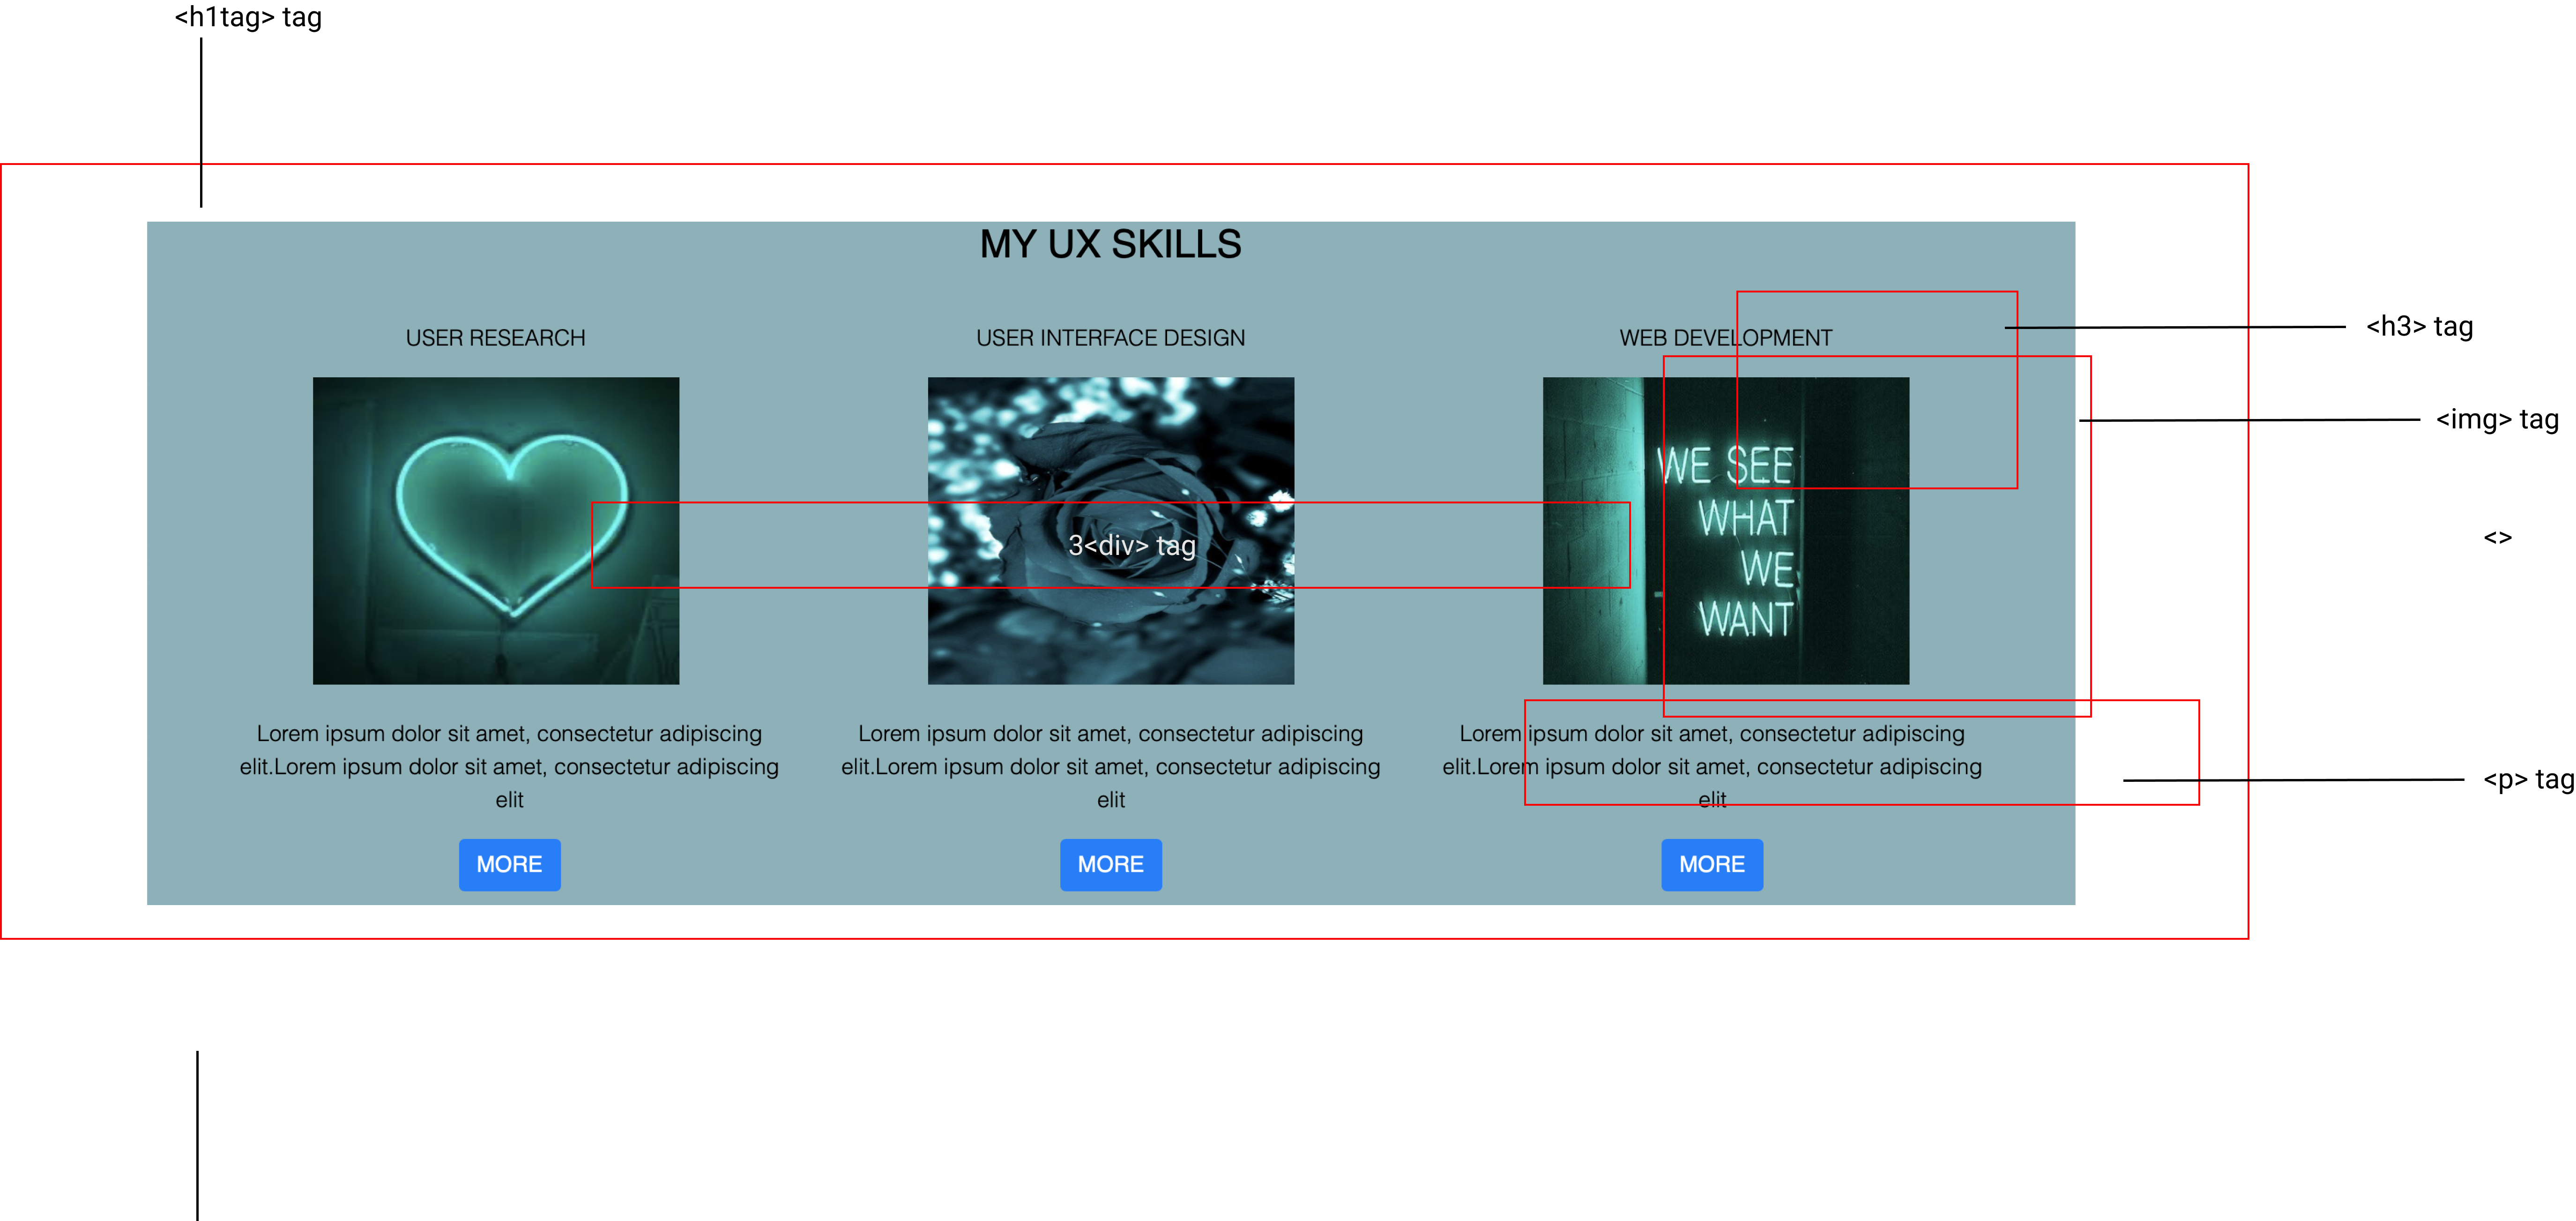 <h1tag> tag
MY UX SKILLS
USER RESEARCH
USER INTERFACE DESIGN
WEB DEVELOPMENT
<h3> tag
<img> tag
WE SEE
WHAT
WE
WANT
3<div> tag
<>
Lorem ipsum dolor sit amet, consectetur adipiscing
elit.Lorem ipsum dolor sit amet, consectetur adipiscing
elit
Lorem ipsum dolor sit amet, consectetur adipiscing
elit.Lorem ipsum dolor sit amet, consectetur adipiscing
elit
Lorem ipsum dolor sit amet, consectetur adipiscing
elit.Lorem ipsum dolor sit amet, consectetur adipiscing
elit
<p> tag
MORE
MORE
MORE